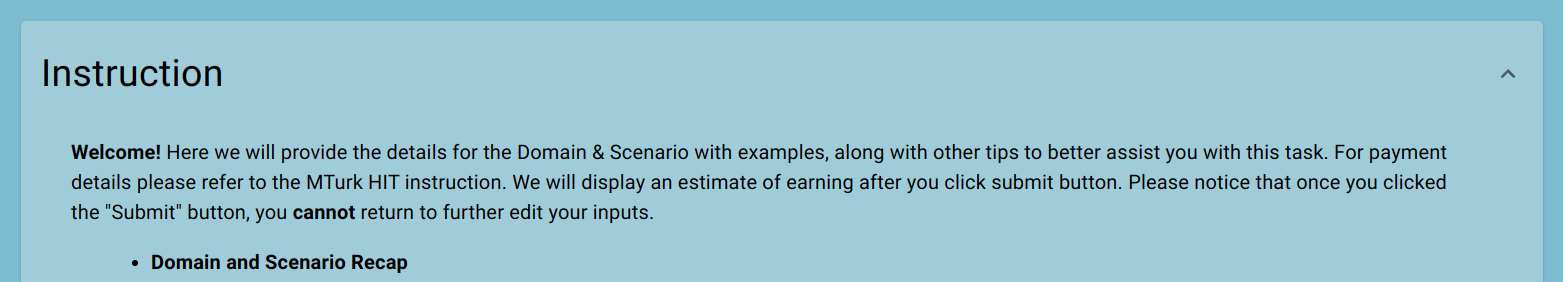 Instruction
Welcome! Here we will provide the details for the Domain & Scenario with examples, along with other tips to better assist you with this task. For payment
details please refer to the MTurk HIT instruction. We will display an estimate of earning after you click submit button. Please notice that once you clicked
the "Submit" button, you cannot return to further edit your inputs.
• Domain and Scenario Recap